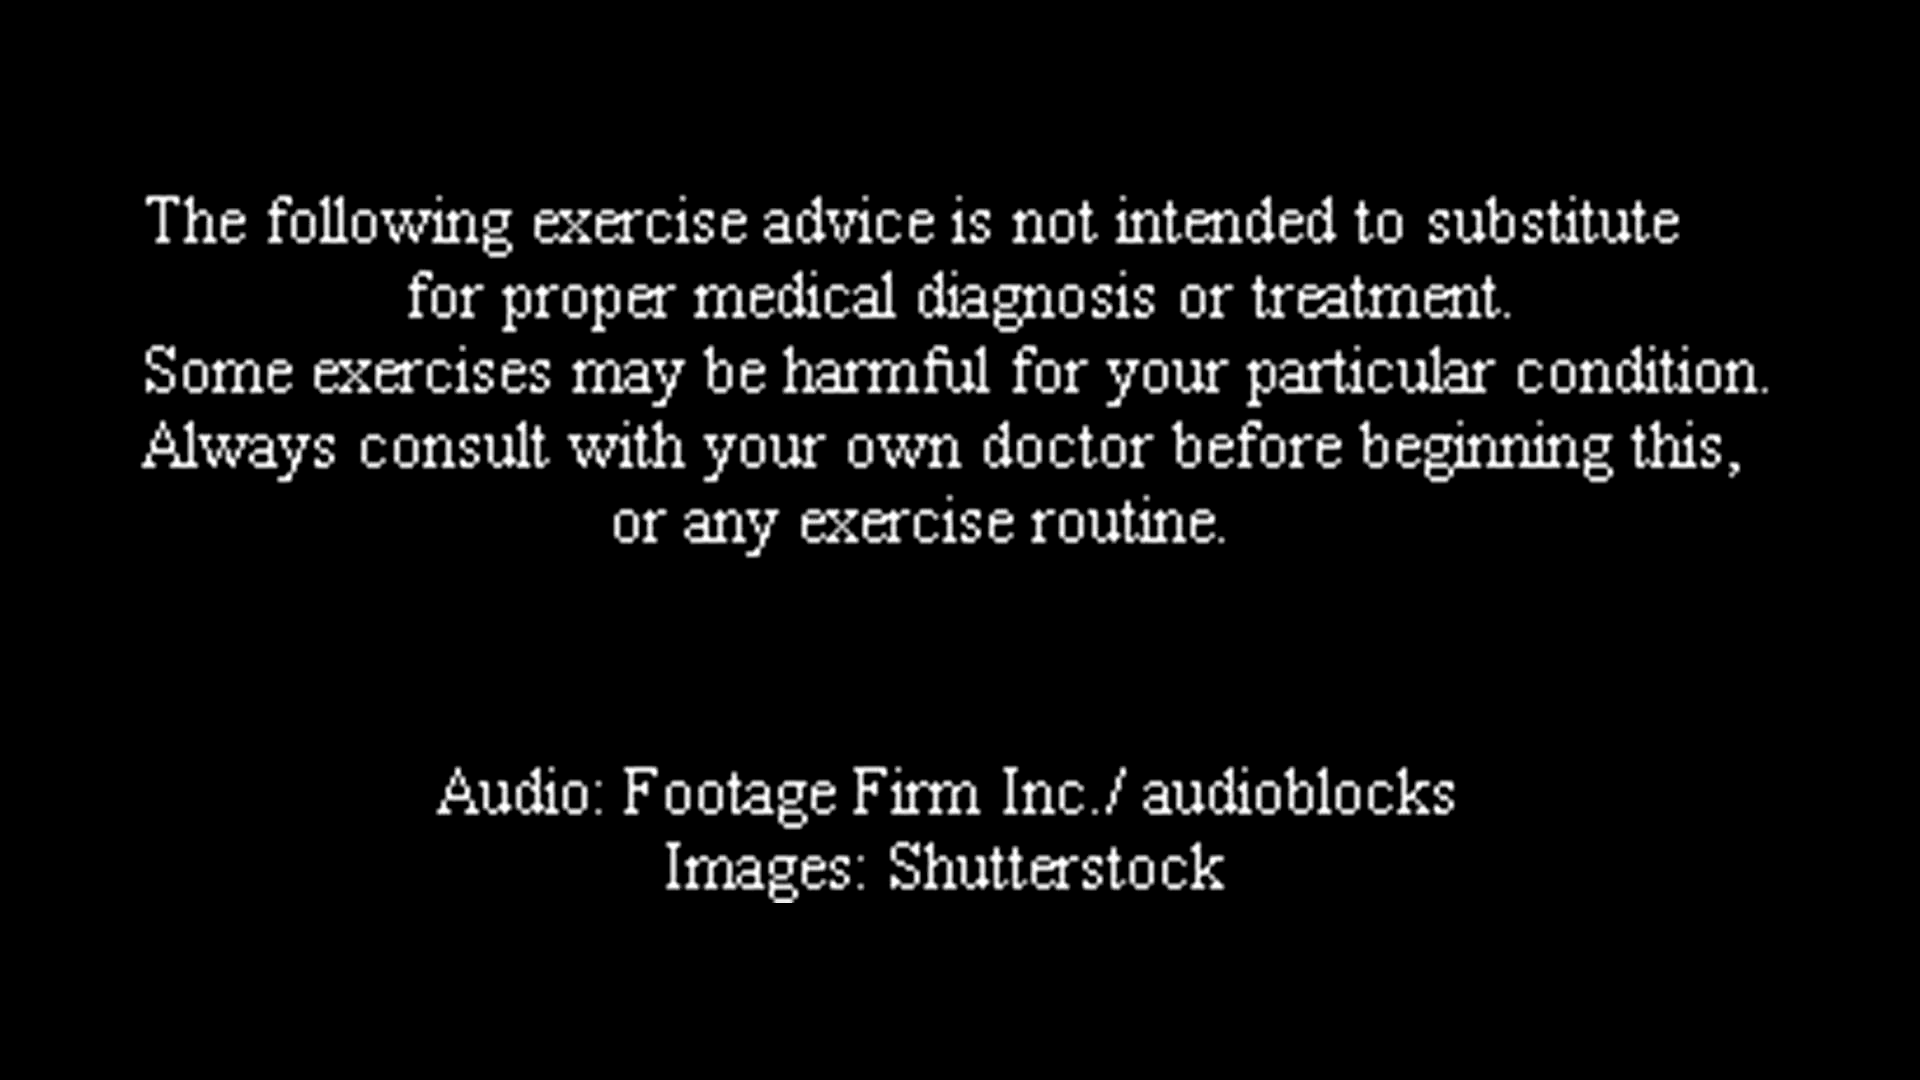 The following exercise advice is not intended to substitute
for proper medical diagnosis or treatment.
Some exercises may be harmful for your particular condition.
Always consult with your own doctor before beginning this,
or any exercise routine.
Audio: Footage Firm Inc./ audioblocks
Images: Shutterstock